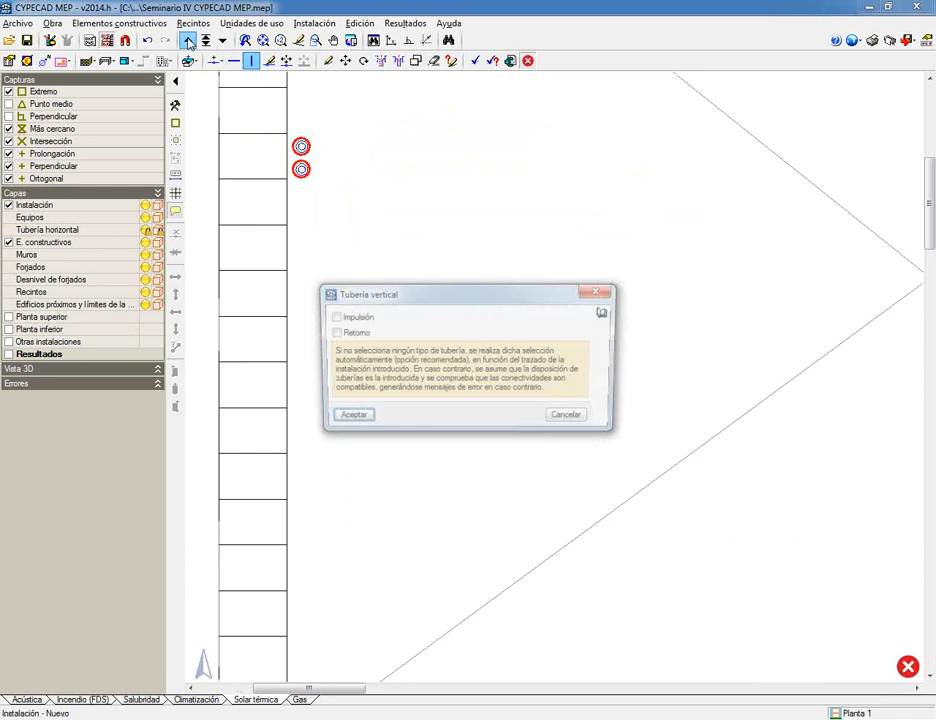 CYPECAD MEP - v2014.h - [C:\...\Seminario IV CYPECAD MEP.mep]
Archivo Obra Elementos constructivos Recintos Unidades de uso Instalación Edición Resultados Ayuda
Capturas
Extremo
Punto medio
Perpendicular
Más cercano
Intersección
Prolongación
Perpendicular
Ortogonal
Capas
Instalación
Equipos
Tubería horizontal
E. constructivos
Muros
Forjados
Desnivel de forjados
Recintos
Edificios próximos y límites de la ...
Planta superior
Planta inferior
Otras instalaciones
Resultados
Vista 3D
Errores
Tubería vertical
Impulsión
Retorno
Si no selecciona ningún tipo de tubería, se realiza dicha selección
automáticamente (opción recomendada), en función del trazado de la
instalación introducido. En caso contrario, se asume que la disposición de
tuberías es la introducida y se comprueba que las conectividades son
compatibles, generándose mensajes de error en caso contrario.
Aceptar Cancelar
Acústica Incendio (FDS) Salubridad Climatización Solar térmica Gas
Instalación - Nuevo Planta 1